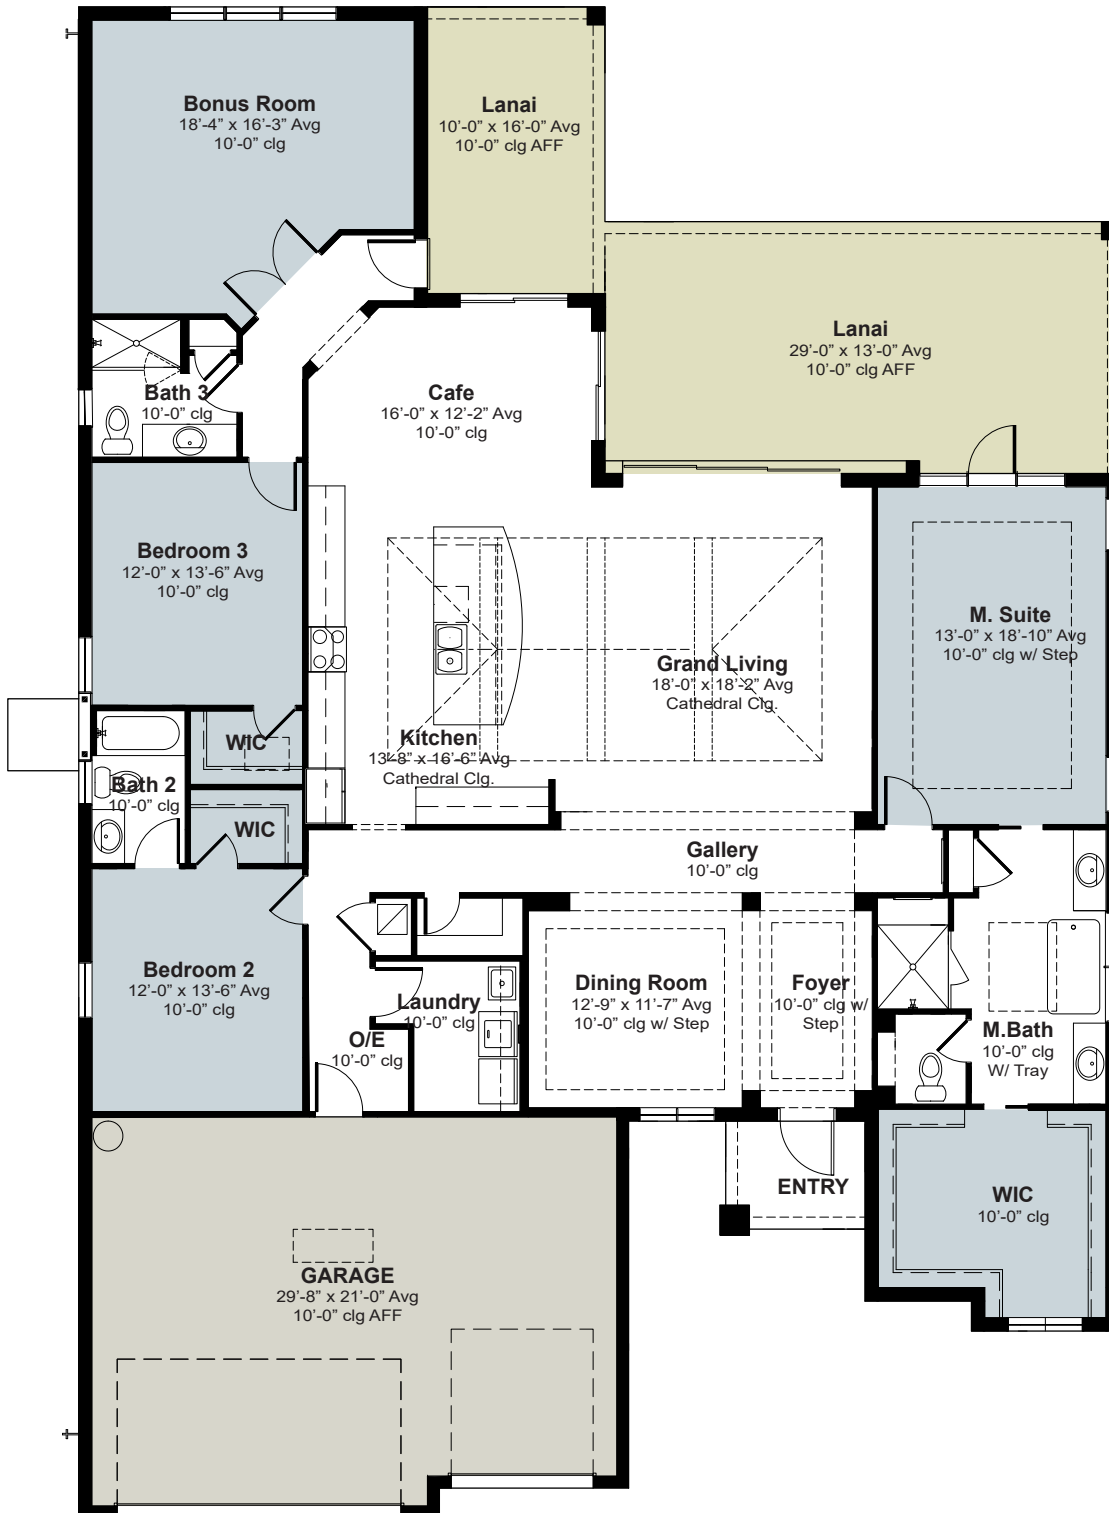 Bonus Room
18’-4” x 16’-3” Avg
10’-0” clg
Lanai
10’-0” x 16’-0” Avg
10’-0” clg AFF
Lanai
29’-0” x 13’-0” Avg
10’-0” clg AFF
Bath 3
10’-0” clg
Cafe
16’-0” x 12’-2” Avg
10’-0” clg
Bedroom 3
12’-0” x 13’-6” Avg
10’-0” clg
M. Suite
13’-0” x 18’-10” Avg
10’-0” clg w/ Step
Grand Living
18’-0” x 18’-2” Avg
Cathedral Clg.
Kitchen
13’-8” x 16’-6” Avg
Cathedral Clg.
WIC
Bath 2
10’-0” clg
WIC
Gallery
10’-0” clg
Bedroom 2
12’-0” x 13’-6” Avg
10’-0” clg
Laundry
10’-0” clg
O/E
10’-0” clg
Dining Room
12’-9” x 11’-7” Avg
10’-0” clg w/ Step
Foyer
10’-0” clg w/
Step
M.Bath
10’-0” clg
W/ Tray
ENTRY
WIC
10’-0” clg
GARAGE
29’-8” x 21’-0” Avg
10’-0” clg AFF